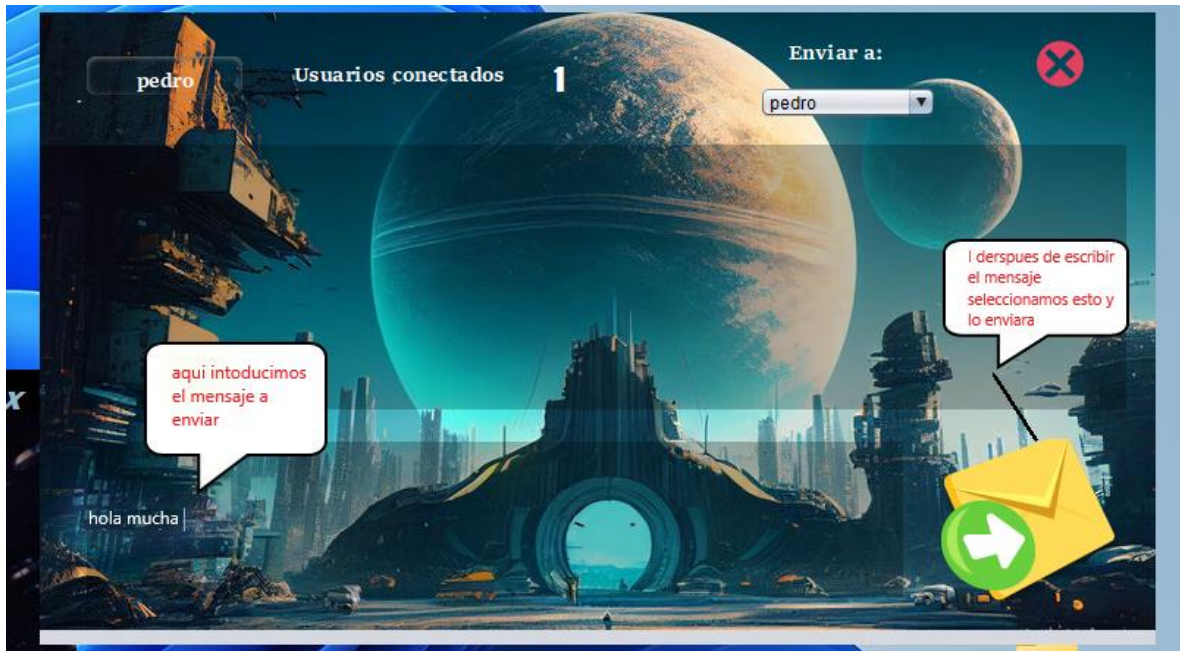 pedro
Usuarios conectados
1
Enviar a:
pedro
I derspues de escribir
el mensaje
seleccionamos esto y
lo enviara
aqui intoducimos
el mensaje a
enviar
x
hola mucha